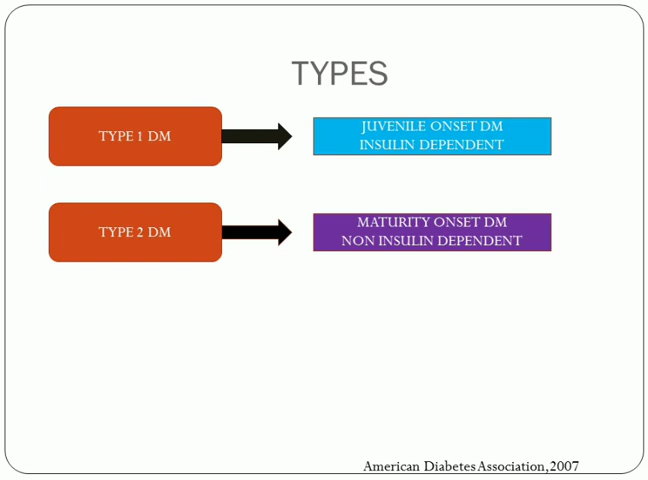 TYPES
TYPE 1 DM
JUVENILE ONSET DM
INSULIN DEPENDENT
TYPE 2 DM
MATURITY ONSET DM
NON INSULIN DEPENDENT
American Diabetes Association,2007